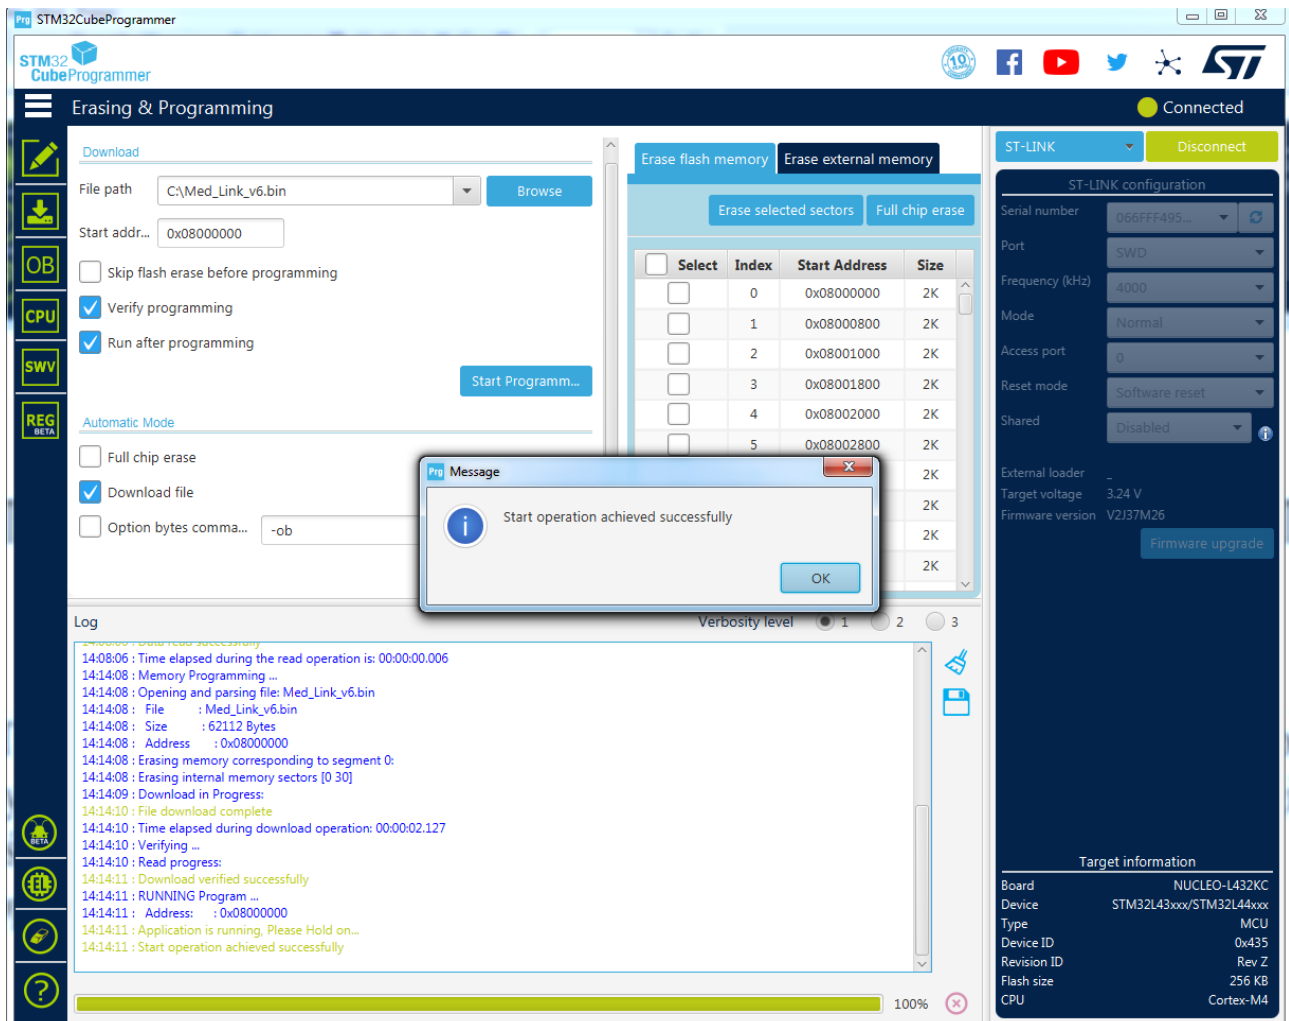 Prg STM32CubeProgrammer
STM32
CubeProgrammer
10
Erasing & Programming
Connected
Download
File path
C:\Med_Link_v6.bin
Browse
Start addr...
0x08000000
Skip flash erase before programming
Verify programming
Run after programming
Start Programm...
Automatic Mode
Full chip erase
Download file
Option bytes comma...
-ob
OB
CPU
SWV
REG
BETA
BETA
Erase flash memory
Erase external memory
Erase selected sectors
Full chip erase
Select Index Start Address Size
0 0x08000000 2K
1 0x08000800 2K
2 0x08001000 2K
3 0x08001800 2K
4 0x08002000 2K
5 0x08002800 2K
2K
2K
2K
2K
Prg Message
Start operation achieved successfully
OK
ST-LINK
Disconnect
ST-LINK configuration
Serial number 066FFF495...
Port SWD
Frequency (kHz) 4000
Mode Normal
Access port 0
Reset mode Software reset
Shared Disabled
External loader _
Target voltage 3.24 V
Firmware version V2J37M26
Firmware upgrade
Log
Verbosity level 1 2 3
14:08:06 : Data read successfully
14:08:06 : Time elapsed during the read operation is: 00:00:00.006
14:14:08 : Memory Programming ...
14:14:08 : Opening and parsing file: Med_Link_v6.bin
14:14:08 : File : Med_Link_v6.bin
14:14:08 : Size : 62112 Bytes
14:14:08 : Address : 0x08000000
14:14:08 : Erasing memory corresponding to segment 0:
14:14:08 : Erasing internal memory sectors [0 30]
14:14:09 : Download in Progress:
14:14:10 : File download complete
14:14:10 : Time elapsed during download operation: 00:00:02.127
14:14:10 : Verifying ...
14:14:10 : Read progress:
14:14:11 : Download verified successfully
14:14:11 : RUNNING Program ...
14:14:11 : Address: : 0x08000000
14:14:11 : Application is running, Please Hold on...
14:14:11 : Start operation achieved successfully
100%
Target information
Board NUCLEO-L432KC
Device STM32L43xxx/STM32L44xxx
Type MCU
Device ID 0x435
Revision ID Rev Z
Flash size 256 KB
CPU Cortex-M4